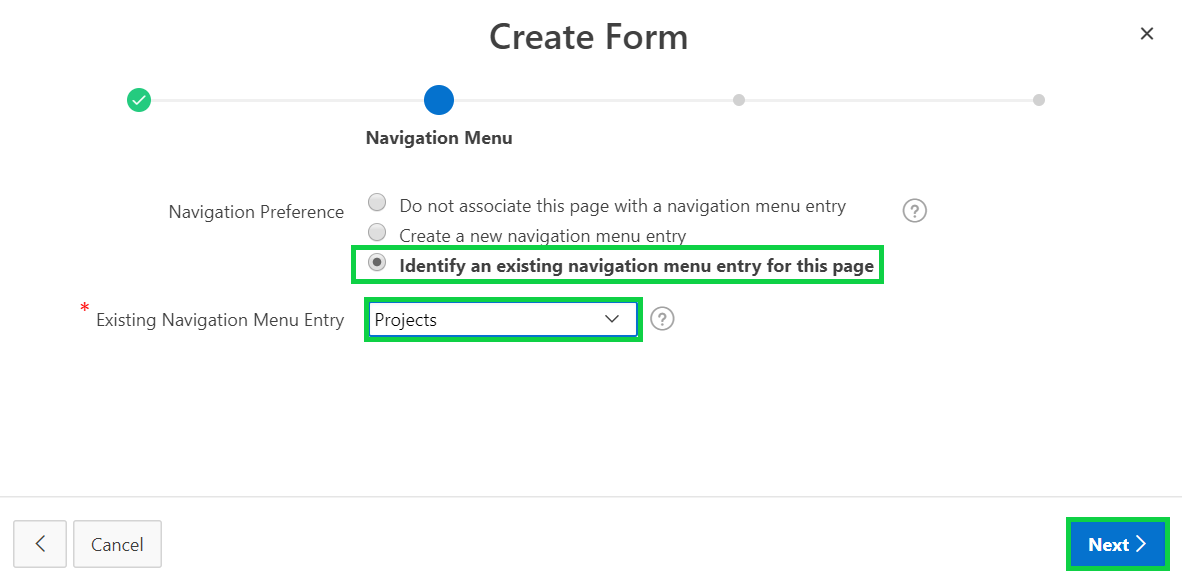 Create Form
Navigation Menu
Navigation Preference
Do not associate this page with a navigation menu entry
Create a new navigation menu entry
Identify an existing navigation menu entry for this page
* Existing Navigation Menu Entry Projects
Cancel
Next